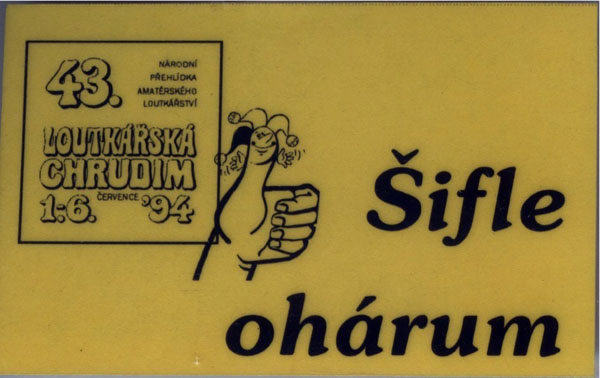 43.
NÁRODNÍ
PŘEHLÍDKA
AMATÉRSKÉHO
LOUTKÁŘSTVÍ
LOUTKÁŘSKÁ
CHRUDIM
1.-6. ČERVENCE '94
Šifle
ohárum